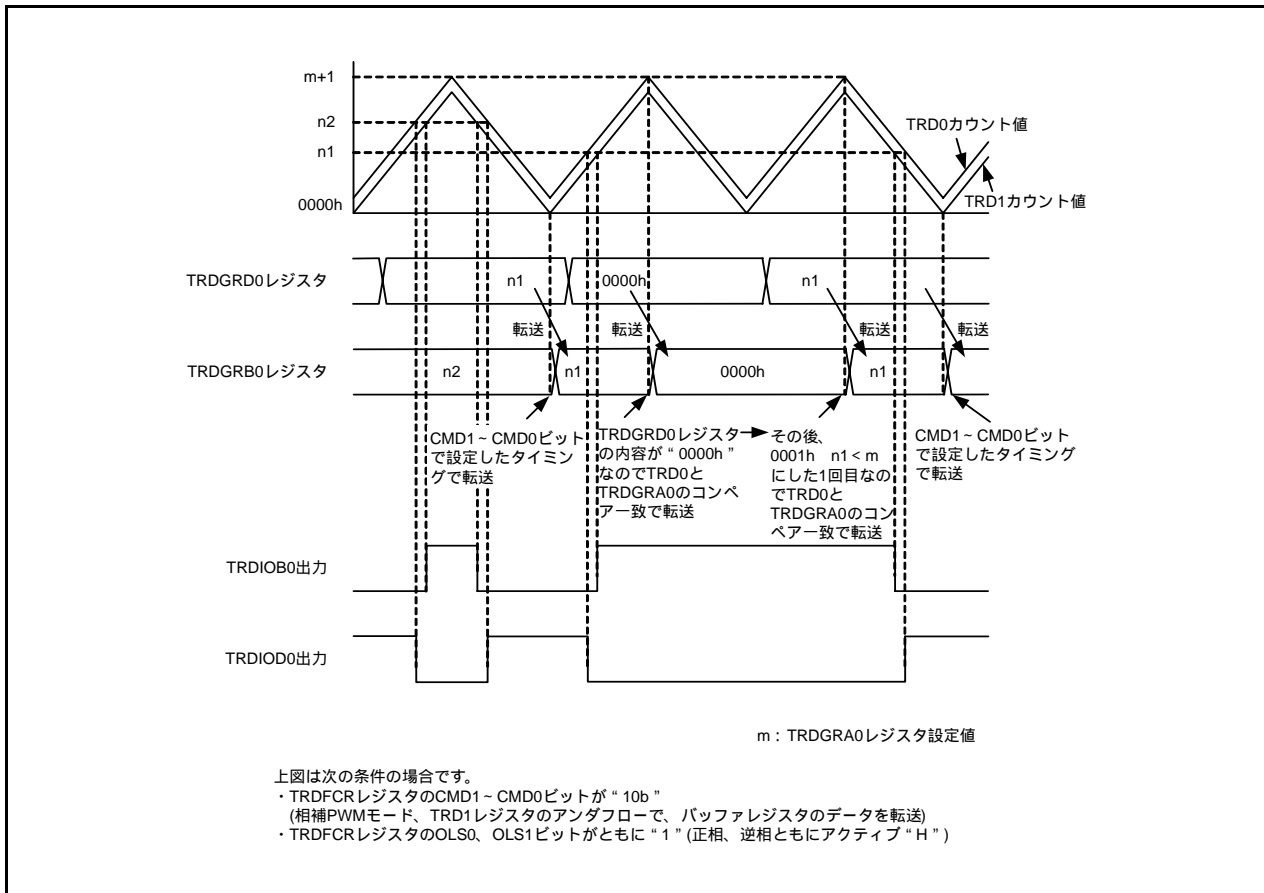 m+1
n2
n1
0000h
TRD0カウント値
TRD1カウント値
TRDGRD0レジスタ
n1
0000h
n1
転送
転送
転送
転送
TRDGRB0レジスタ
n2
n1
0000h
n1
CMD1~CMD0ビット
で設定したタイミン
グで転送
TRDGRD0レジスタ
の内容が“0000h”
なのでTRD0と
TRDGRA0のコンペ
アー致で転送
その後、
0001h n1<m
にした1回目なの
でTRD0と
TRDGRA0のコン
ペアー致で転送
CMD1~CMD0ビット
で設定したタイミング
で転送
TRDIOB0出力
TRDIOD0出力
m:TRDGRA0レジスタ設定値
上図は次の条件の場合です。
・TRDFCRレジスタのCMD1~CMD0ビットが“10b”
(相補PWMモード、TRD1レジスタのアンダフローで、バッファレジスタのデータを転送)
・TRDFCRレジスタのOLS0、OLS1ビットがともに“1”(正相、逆相ともにアクティブ“H”)